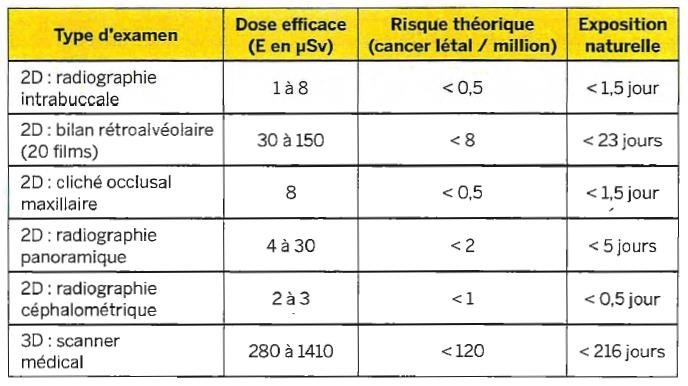 Type d'examen
Dose efficace
(E en µSv)
Risque théorique
(cancer létal / million)
Exposition
naturelle
2D : radiographie
intrabuccale
1 à 8
< 0,5
< 1,5 jour
2D : bilan rétroalvéolaire
(20 films)
30 à 150
< 8
< 23 jours
2D : cliché occlusal
maxillaire
8
< 0,5
< 1,5 jour
2D : radiographie
panoramique
4 à 30
< 2
< 5 jours
2D : radiographie
céphalométrique
2 à 3
< 1
< 0,5 jour
3D : scanner
médical
280 à 1410
< 120
< 216 jours